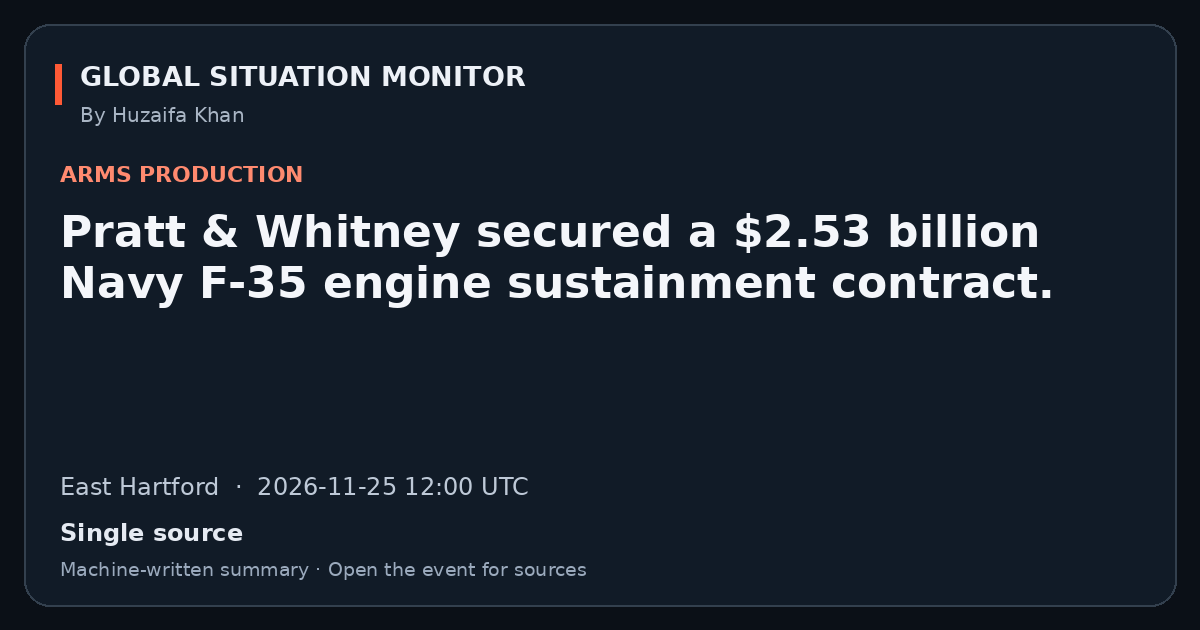 GLOBAL SITUATION MONITOR
By Huzaifa Khan
ARMS PRODUCTION
Pratt & Whitney secured a $2.53 billion
Navy F-35 engine sustainment contract.
East Hartford · 2026-11-25 12:00 UTC
Single source
Machine-written summary · Open the event for sources